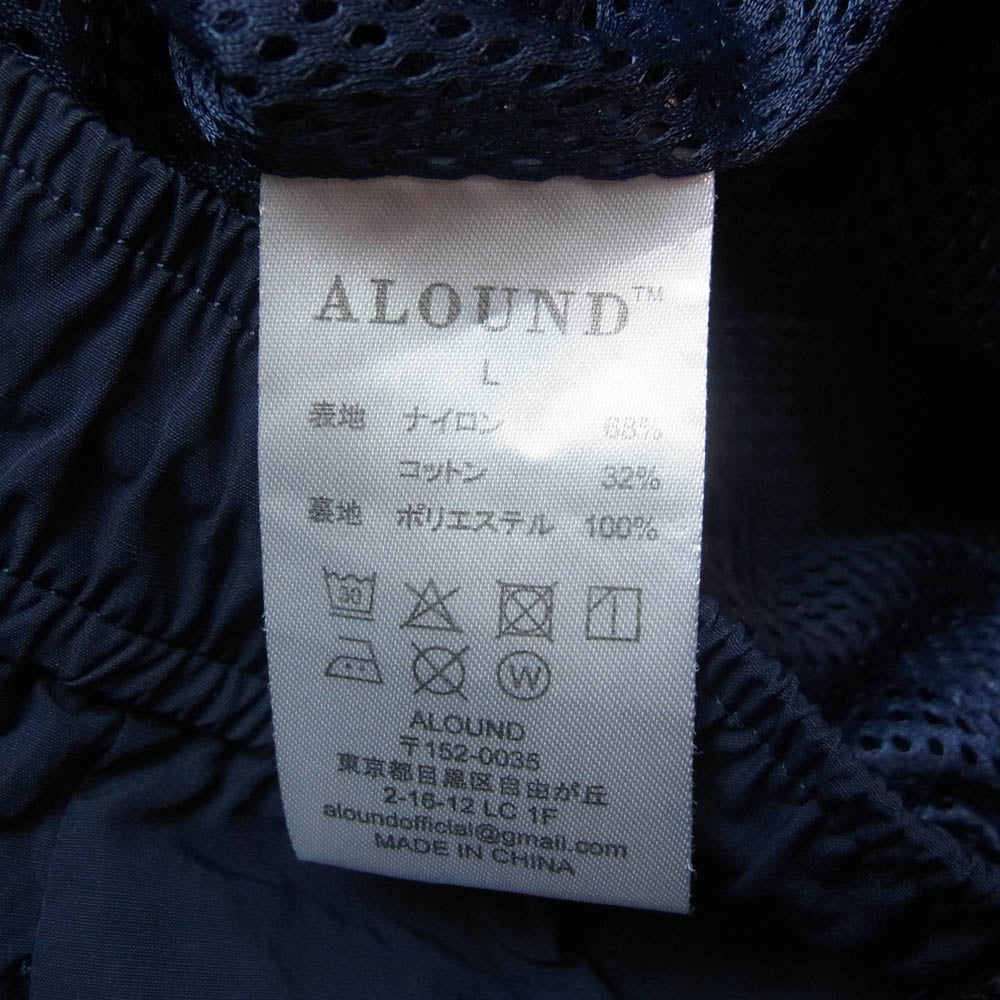 ALOUND™
L
表地 ナイロン 68%
コットン 32%
裏地 ポリエステル 100%
30
W
ALOUND
〒152-0035
東京都目黒区自由が丘
2-16-12 LC 1F
aloundofficial@gmail.com
MADE IN CHINA